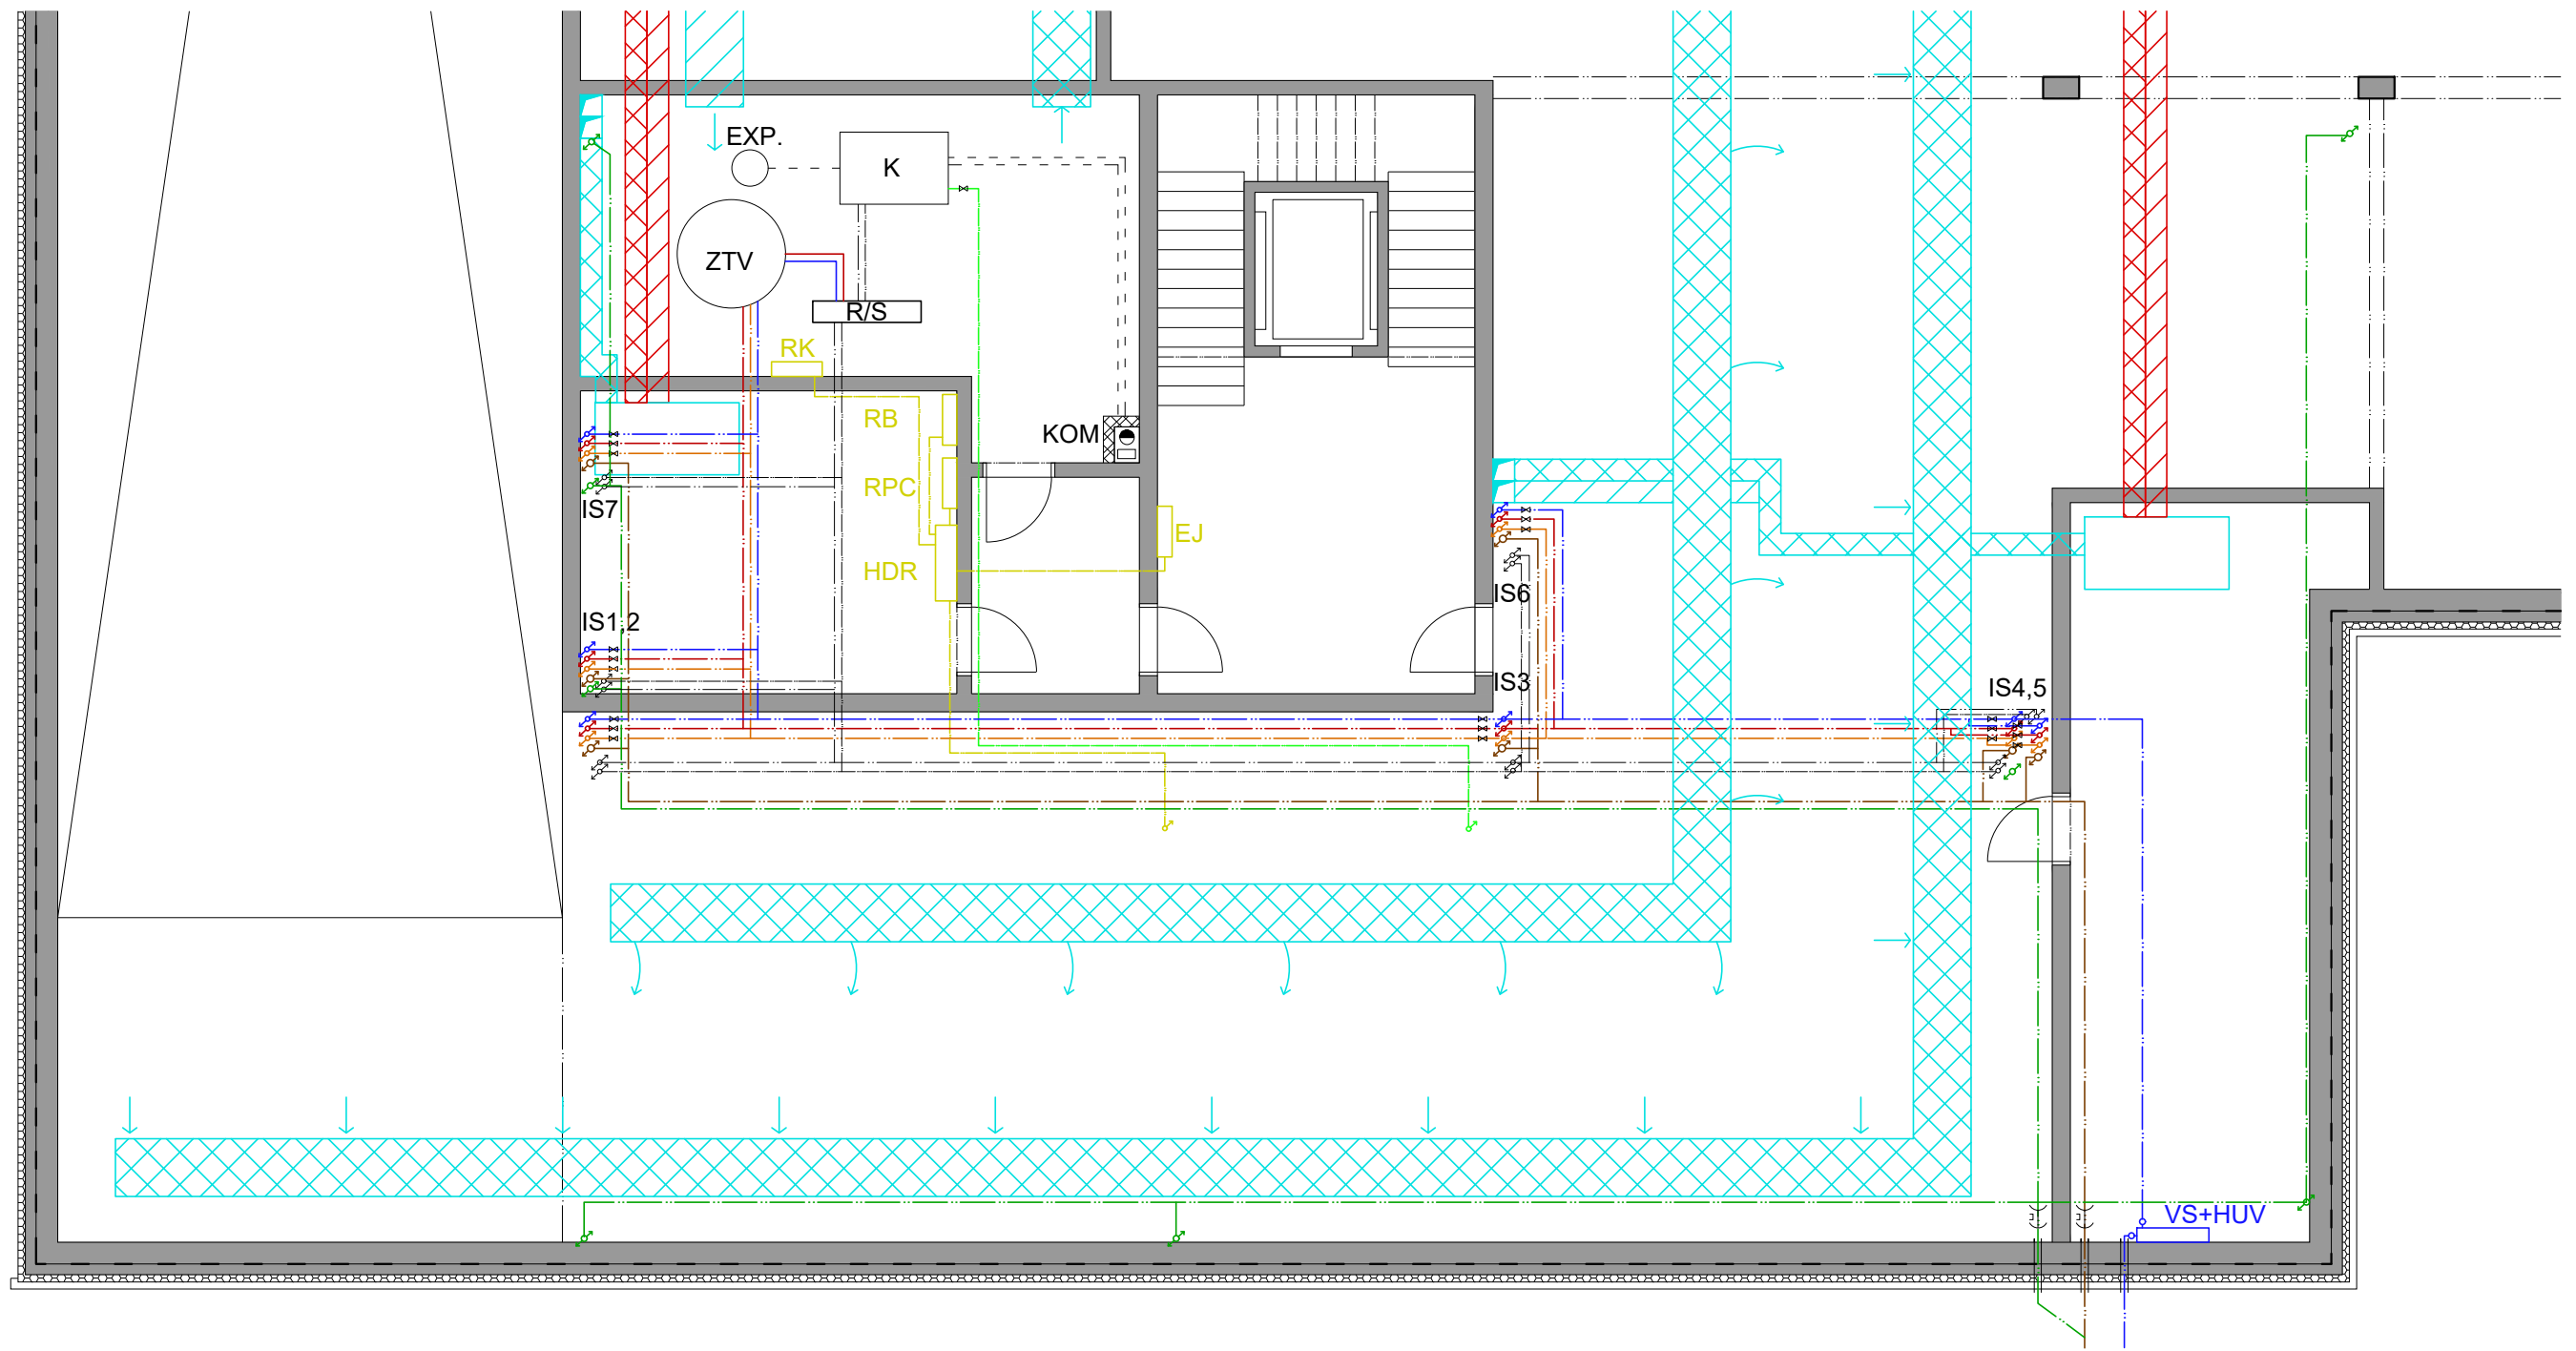 EXP.
K
ZTV
R/S
RK
RB
KOM
RPC
IS7
EJ
HDR
IS6
IS1,2
IS3
IS4,5
VS+HUV